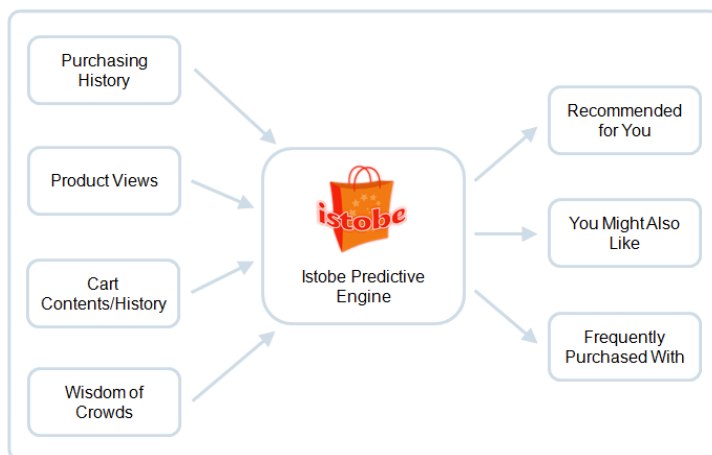 Purchasing
History
Product Views
Cart
Contents/History
Wisdom of
Crowds
istobe
Istobe Predictive
Engine
Recommended
for You
You Might Also
Like
Frequently
Purchased With